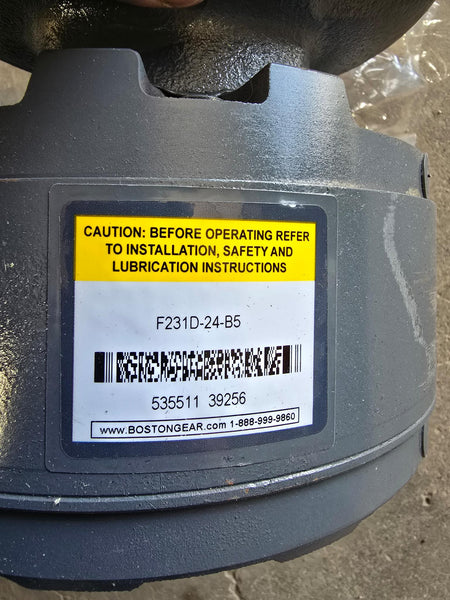 CAUTION: BEFORE OPERATING REFER
TO INSTALLATION, SAFETY AND
LUBRICATION INSTRUCTIONS
F231D-24-B5
535511 39256
www.BOSTONGEAR.com 1-888-999-9860